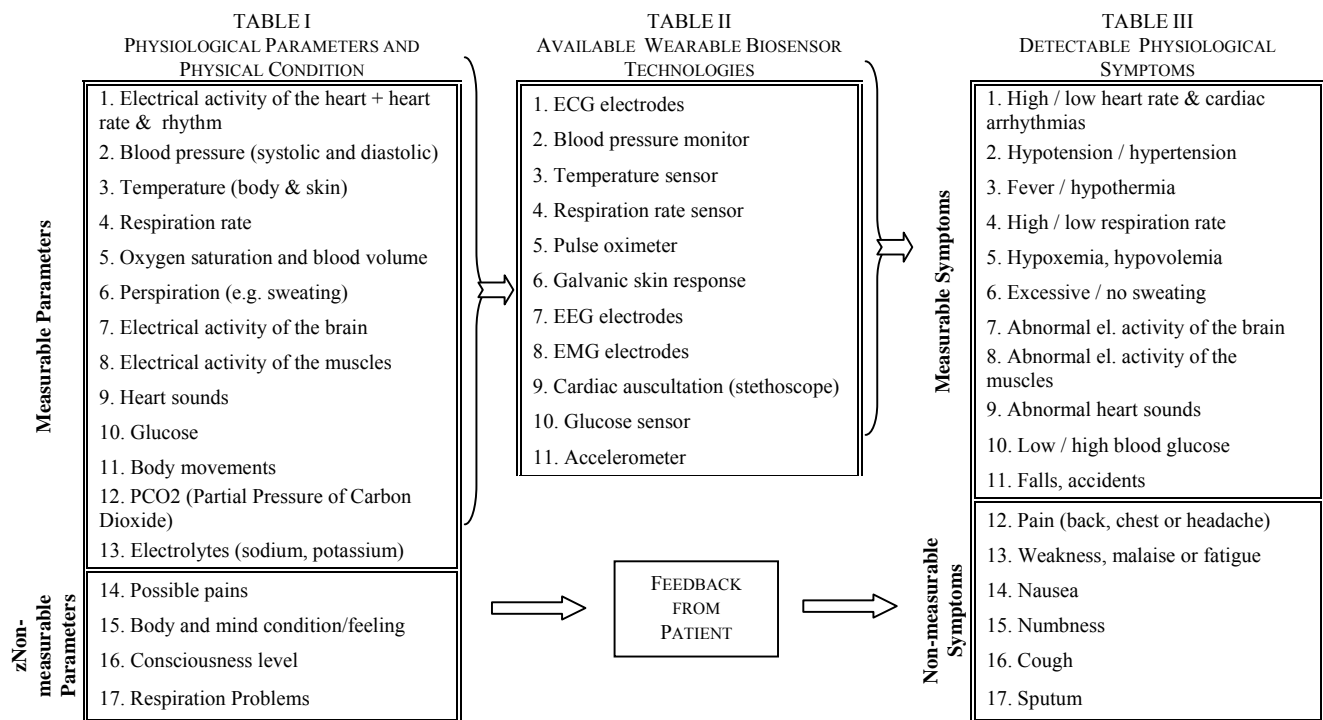 TABLE I
PHYSIOLOGICAL PARAMETERS AND
PHYSICAL CONDITION
Measurable Parameters
1. Electrical activity of the heart + heart
rate & rhythm
2. Blood pressure (systolic and diastolic)
3. Temperature (body & skin)
4. Respiration rate
5. Oxygen saturation and blood volume
6. Perspiration (e.g. sweating)
7. Electrical activity of the brain
8. Electrical activity of the muscles
9. Heart sounds
10. Glucose
11. Body movements
12. PCO2 (Partial Pressure of Carbon
Dioxide)
13. Electrolytes (sodium, potassium)
zNon-
measurable
Parameters
14. Possible pains
15. Body and mind condition/feeling
16. Consciousness level
17. Respiration Problems
TABLE II
AVAILABLE WEARABLE BIOSENSOR
TECHNOLOGIES
1. ECG electrodes
2. Blood pressure monitor
3. Temperature sensor
4. Respiration rate sensor
5. Pulse oximeter
6. Galvanic skin response
7. EEG electrodes
8. EMG electrodes
9. Cardiac auscultation (stethoscope)
10. Glucose sensor
11. Accelerometer
FEEDBACK
FROM
PATIENT
TABLE III
DETECTABLE PHYSIOLOGICAL
SYMPTOMS
Measurable Symptoms
1. High / low heart rate & cardiac
arrhythmias
2. Hypotension / hypertension
3. Fever / hypothermia
4. High / low respiration rate
5. Hypoxemia, hypovolemia
6. Excessive / no sweating
7. Abnormal el. activity of the brain
8. Abnormal el. activity of the
muscles
9. Abnormal heart sounds
10. Low / high blood glucose
11. Falls, accidents
Non-measurable
Symptoms
12. Pain (back, chest or headache)
13. Weakness, malaise or fatigue
14. Nausea
15. Numbness
16. Cough
17. Sputum